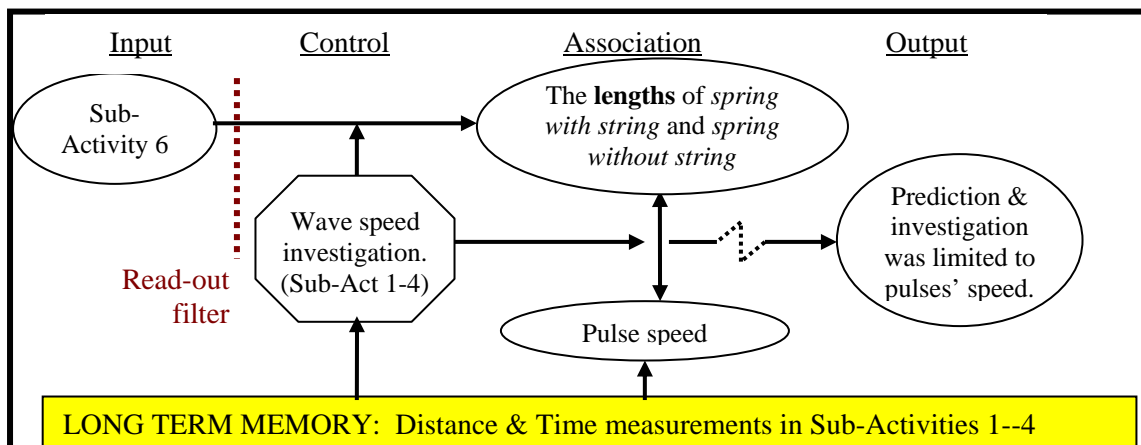 Input Control Association Output
Sub-
Activity 6
The lengths of spring
with string and spring
without string
Wave speed
investigation.
(Sub-Act 1-4)
Prediction &
investigation
was limited to
pulses’ speed.
Read-out
filter
Pulse speed
LONG TERM MEMORY: Distance & Time measurements in Sub-Activities 1--4